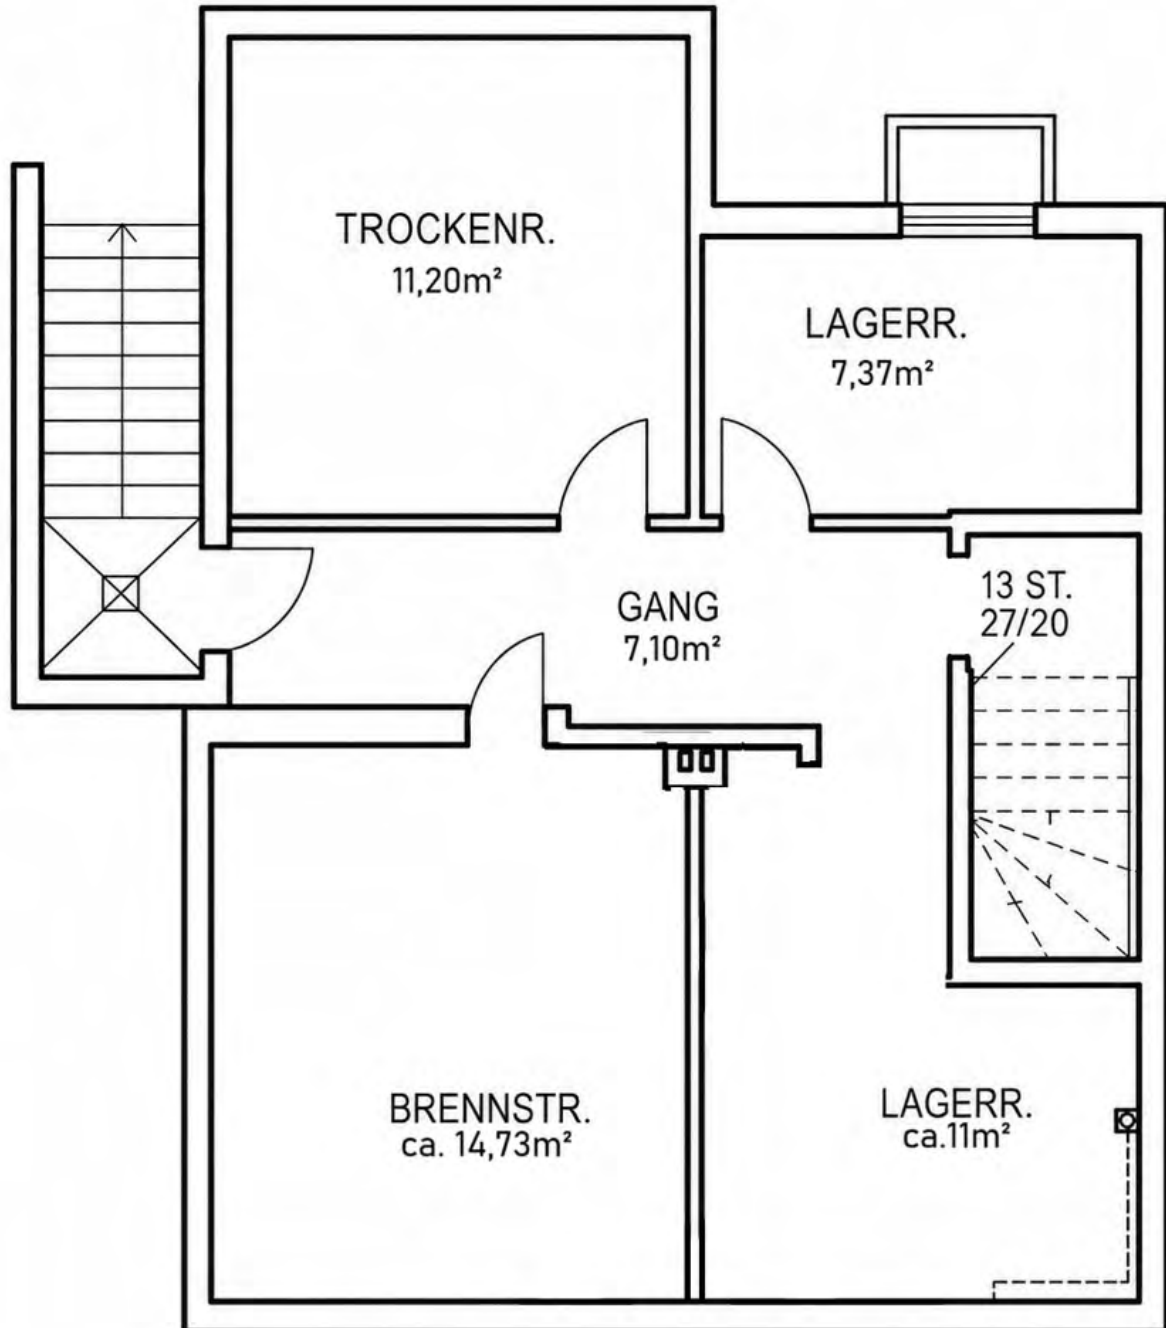 TROCKENR.
11,20m²
LAGERR.
7,37m²
13 ST.
27/20
GANG
7,10m²
BRENNSTR.
ca. 14,73m²
LAGERR.
ca.11m²